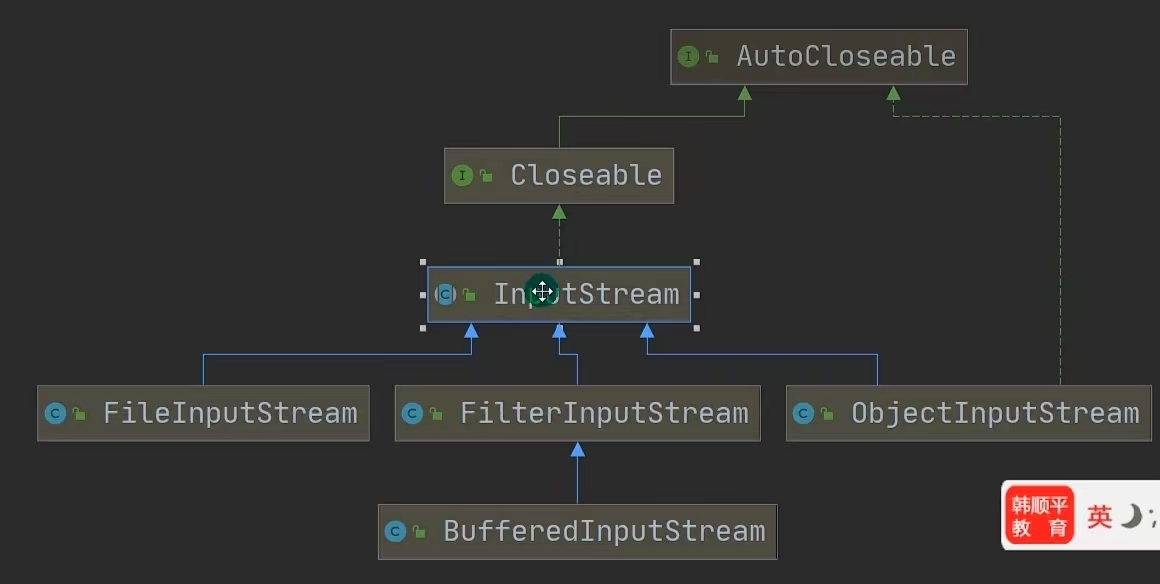 AutoCloseable
Closeable
InputStream
FileInputStream
FilterInputStream
ObjectInputStream
BufferedInputStream
韩顺平
教 育
英